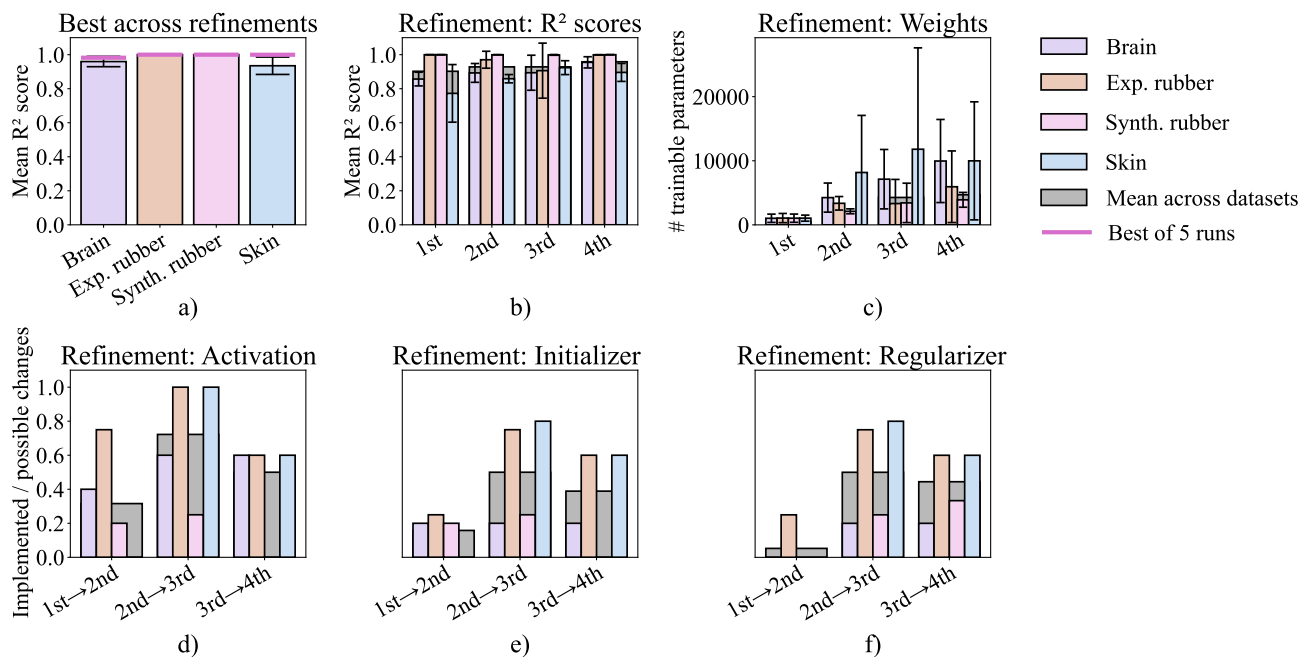 Best across refinements
Mean R² score
1.0
0.8
0.6
0.4
0.2
0.0
Brain
Exp. rubber
Synth. rubber
Skin
a)
Refinement: R² scores
Mean R² score
1.0
0.8
0.6
0.4
0.2
0.0
1st
2nd
3rd
4th
b)
Refinement: Weights
# trainable parameters
20000
10000
0
1st
2nd
3rd
4th
c)
Brain
Exp. rubber
Synth. rubber
Skin
Mean across datasets
Best of 5 runs
Refinement: Activation
Implemented / possible changes
1.0
0.8
0.6
0.4
0.2
0.0
1st→2nd
2nd→3rd
3rd→4th
d)
Refinement: Initializer
1st→2nd
2nd→3rd
3rd→4th
e)
Refinement: Regularizer
1st→2nd
2nd→3rd
3rd→4th
f)